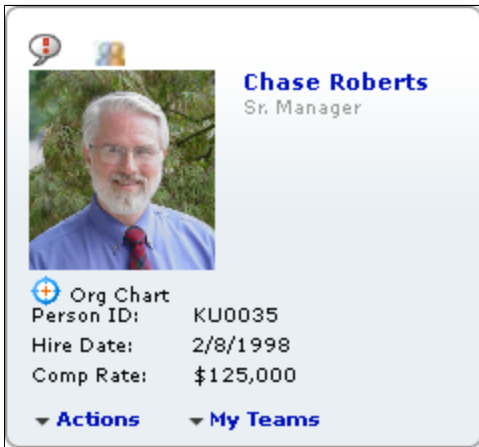 Chase Roberts
Sr. Manager
Org Chart
Person ID: KU0035
Hire Date: 2/8/1998
Comp Rate: $125,000
Actions My Teams